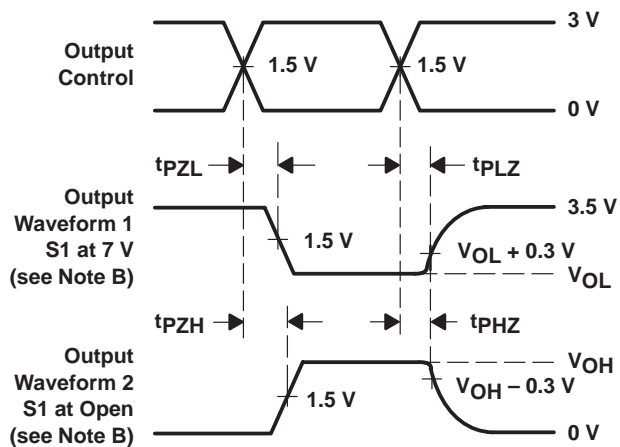 3 V
Output
Control
1.5 V
1.5 V
0 V
tPZL
tPLZ
Output
Waveform 1
S1 at 7 V
(see Note B)
3.5 V
1.5 V
VOL + 0.3 V
VOL
tPZH
tPHZ
Output
Waveform 2
S1 at Open
(see Note B)
VOH
1.5 V
VOH – 0.3 V
0 V